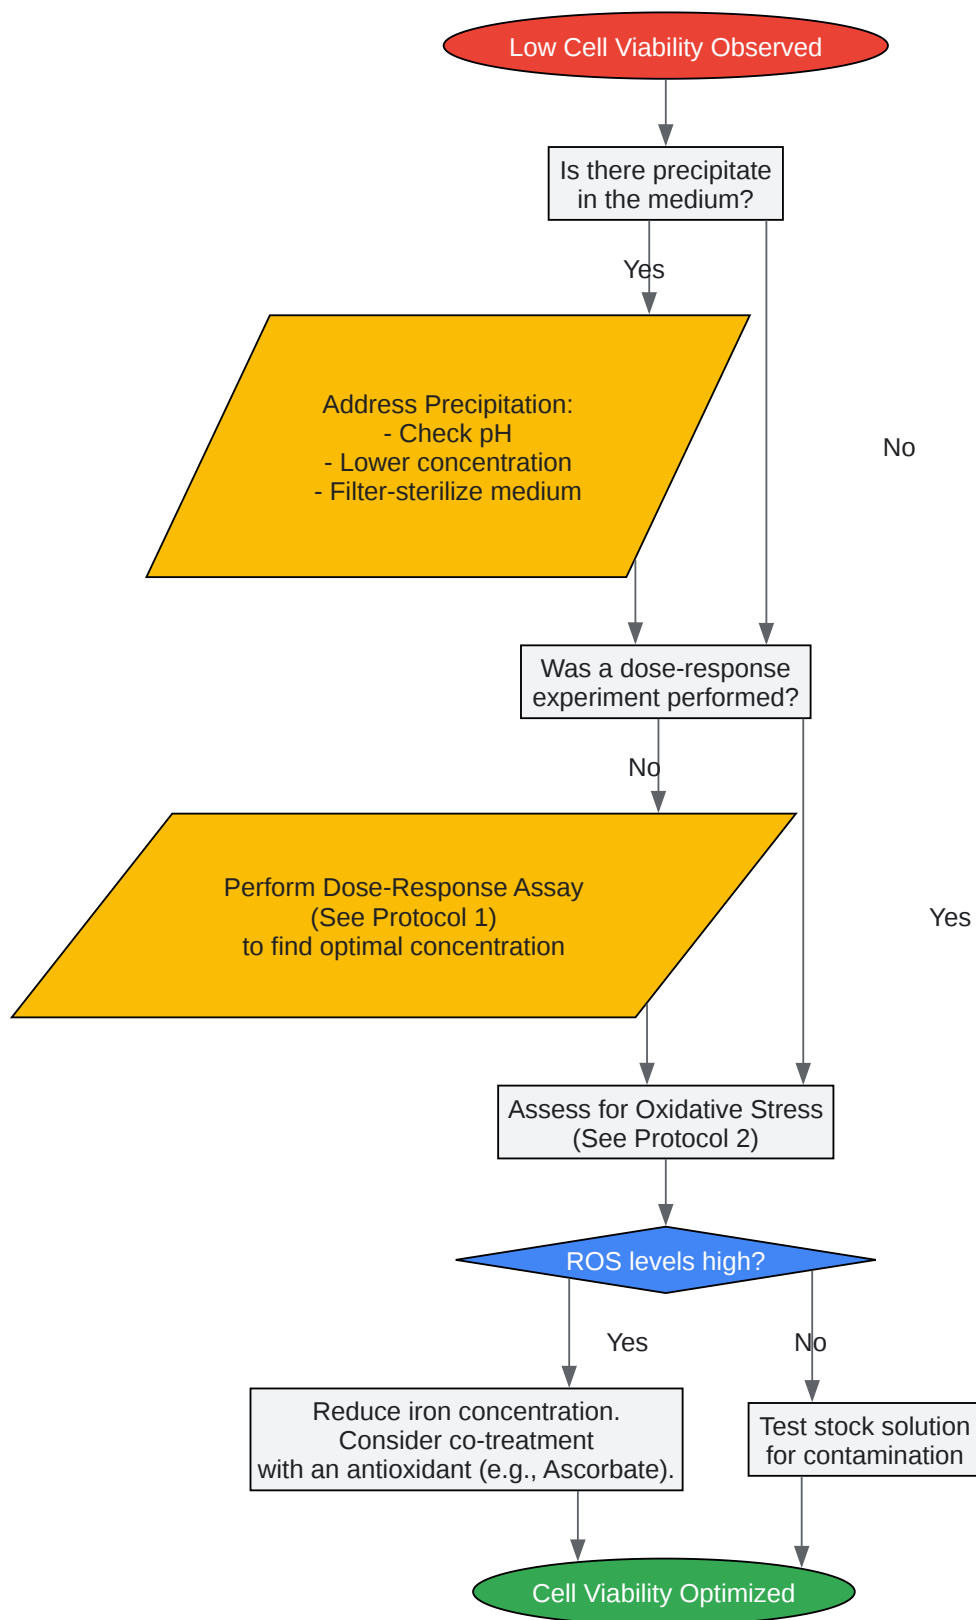 Low Cell Viability Observed
Is there precipitate
in the medium?
Yes
Address Precipitation:
- Check pH
- Lower concentration
- Filter-sterilize medium
No
Was a dose-response
experiment performed?
No
Perform Dose-Response Assay
(See Protocol 1)
to find optimal concentration
Yes
Assess for Oxidative Stress
(See Protocol 2)
ROS levels high?
Yes
No
Reduce iron concentration.
Consider co-treatment
with an antioxidant (e.g., Ascorbate).
Test stock solution
for contamination
Cell Viability Optimized